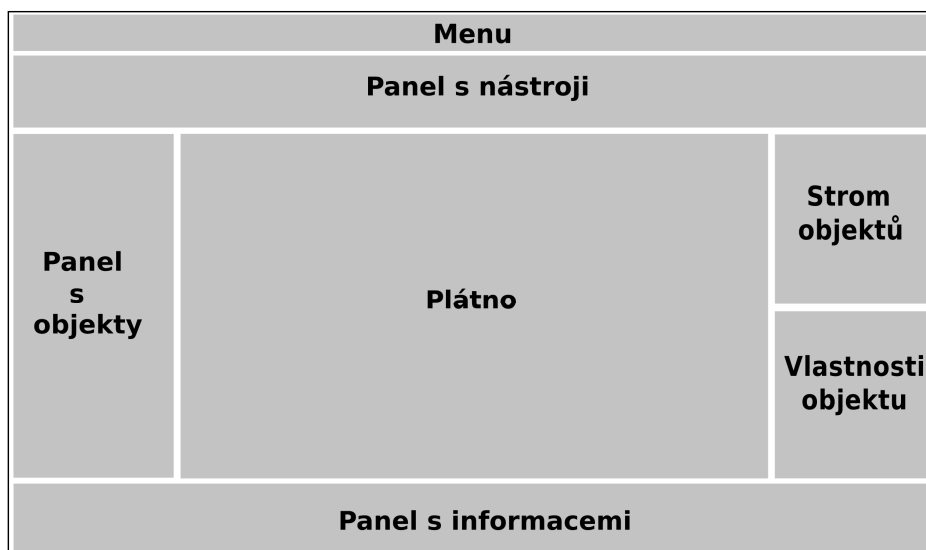 Menu
Panel s nástroji
Panel
s
objekty
Plátno
Strom
objektů
Vlastnosti
objektu
Panel s informacemi